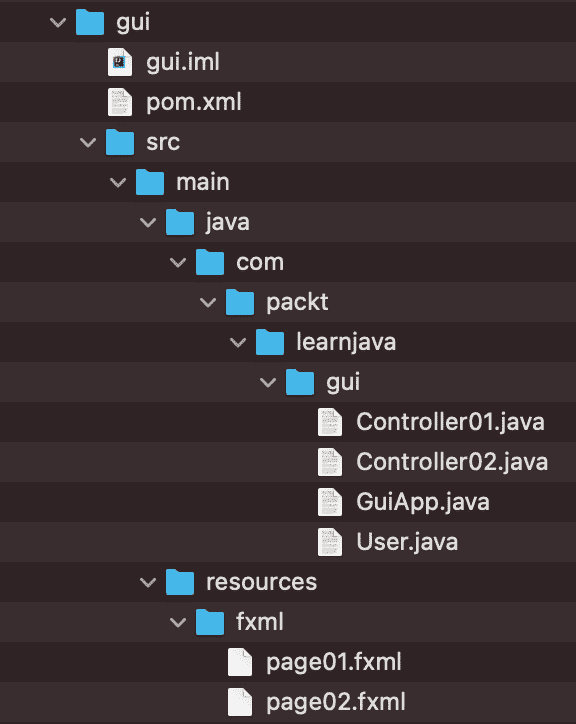 gui
gui.iml
pom.xml
src
main
java
com
packt
learnjava
gui
Controller01.java
Controller02.java
GuiApp.java
User.java
resources
fxml
page01.fxml
page02.fxml